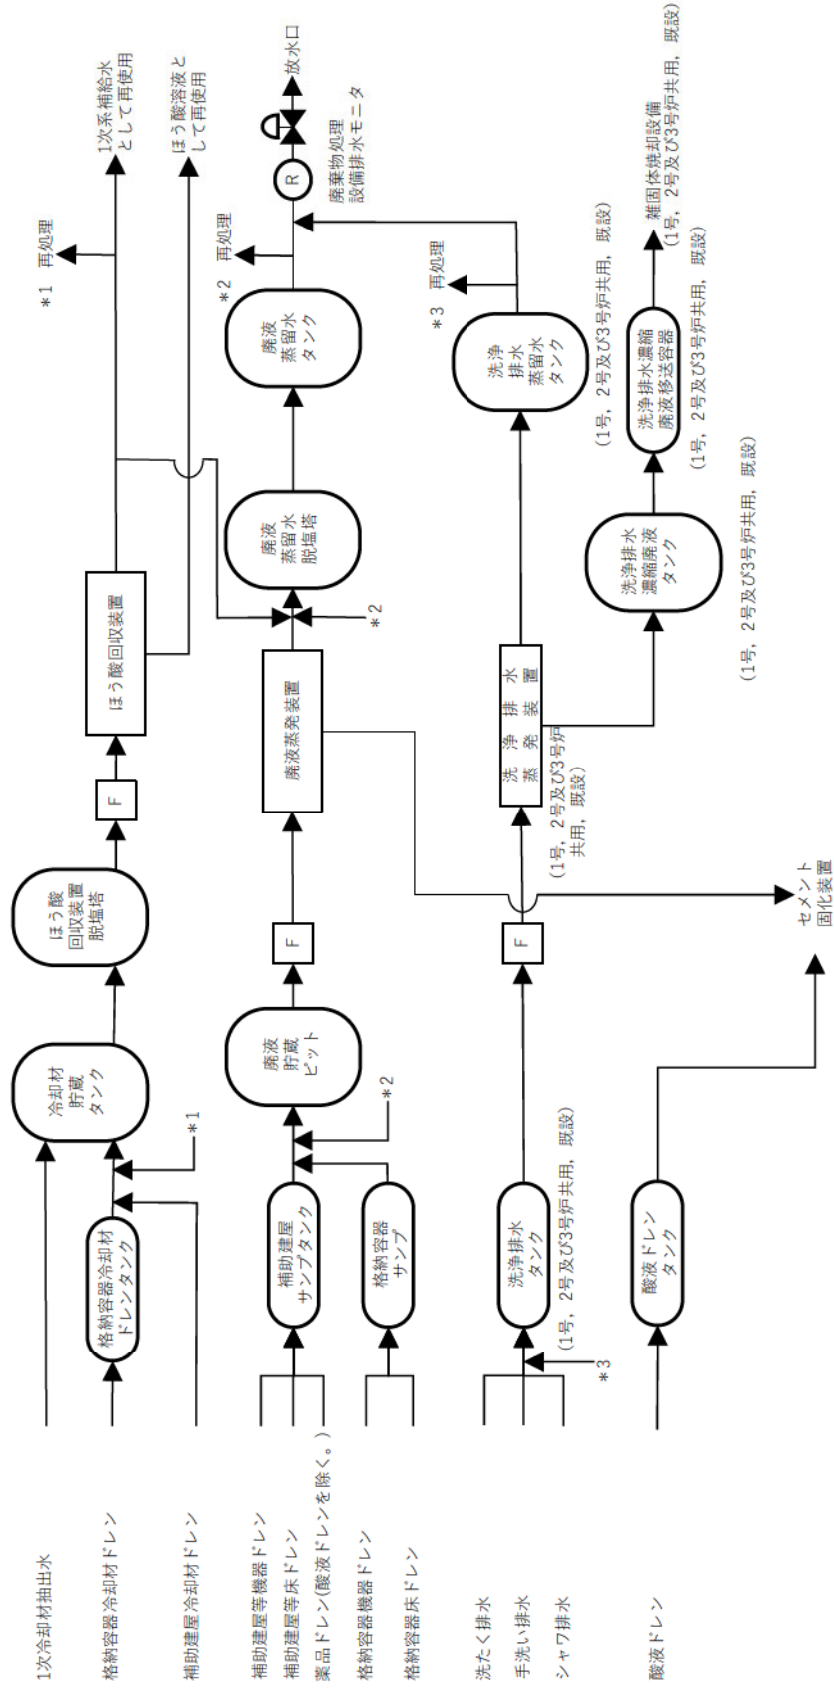 1次冷却材抽出水
格納容器冷却材ドレン
補助建屋冷却材ドレン
格納容器冷却材
ドレンタンク
*1
冷却材
貯蔵
タンク
ほう酸
回収装置
脱塩塔
F
ほう酸回収装置
*1 再処理
1次系補給水
として再使用
ほう酸溶液と
して再使用
補助建屋等機器ドレン
補助建屋等床ドレン
薬品ドレン(酸液ドレンを除く。)
格納容器機器ドレン
格納容器床ドレン
補助建屋
サンプタンク
格納容器
サンプ
*2
廃液
貯蔵
ピット
F
廃液蒸発装置
*2
廃液
蒸留水
脱塩塔
廃液
蒸留水
タンク
*2 再処理
R
廃棄物処理
設備排水モニタ
放水口
洗たく排水
手洗い排水
シャワ排水
*3
洗浄排水
タンク
(1号，2号及び3号炉共用，既設)
F
洗浄排水
蒸発装置
(1号，2号及び3号炉
共用，既設)
洗浄
排水
蒸留水
タンク
(1号，2号及び3号炉共用，既設)
*3 再処理
洗浄排水
濃縮廃液
タンク
(1号，2号及び3号炉共用，既設)
洗浄排水濃縮
廃液移送容器
(1号，2号及び3号炉共用，既設)
雑固体焼却設備
(1号，2号及び3号炉共用，既設)
酸液ドレン
酸液ドレン
タンク
セメント
固化装置